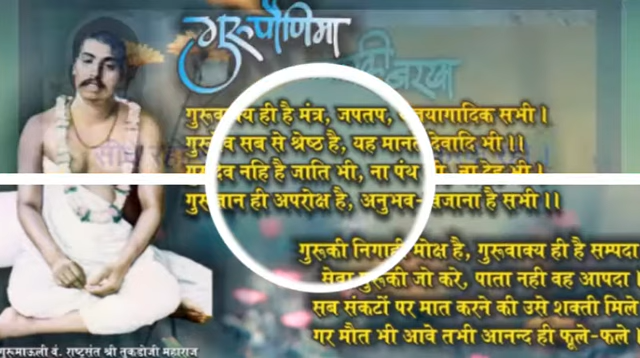 गुरूपौर्णिमा
गुरूवाक्य ही है मंत्र, जपतप, सभी ।
सब से श्रेष्ठ है, यह देवादि भी ।।
नहि है जाति भी, ना पंथ ना देह भी ।
ही अपरोक्ष है, अनुभव- है सभी ।।
गुरूकी मोक्ष है, गुरूवाक्य ही है सम्पदा
सेवा गुरूकी जो करे, पाता नही वह आपदा ।
सब संकटों पर मात करने की उसे शक्ती मिले
गर मौत भी आवे तभी आनन्द ही फूले-फले ।
गुरूमाऊली वं. राष्ट्रसंत श्री तुकडोजी महाराज